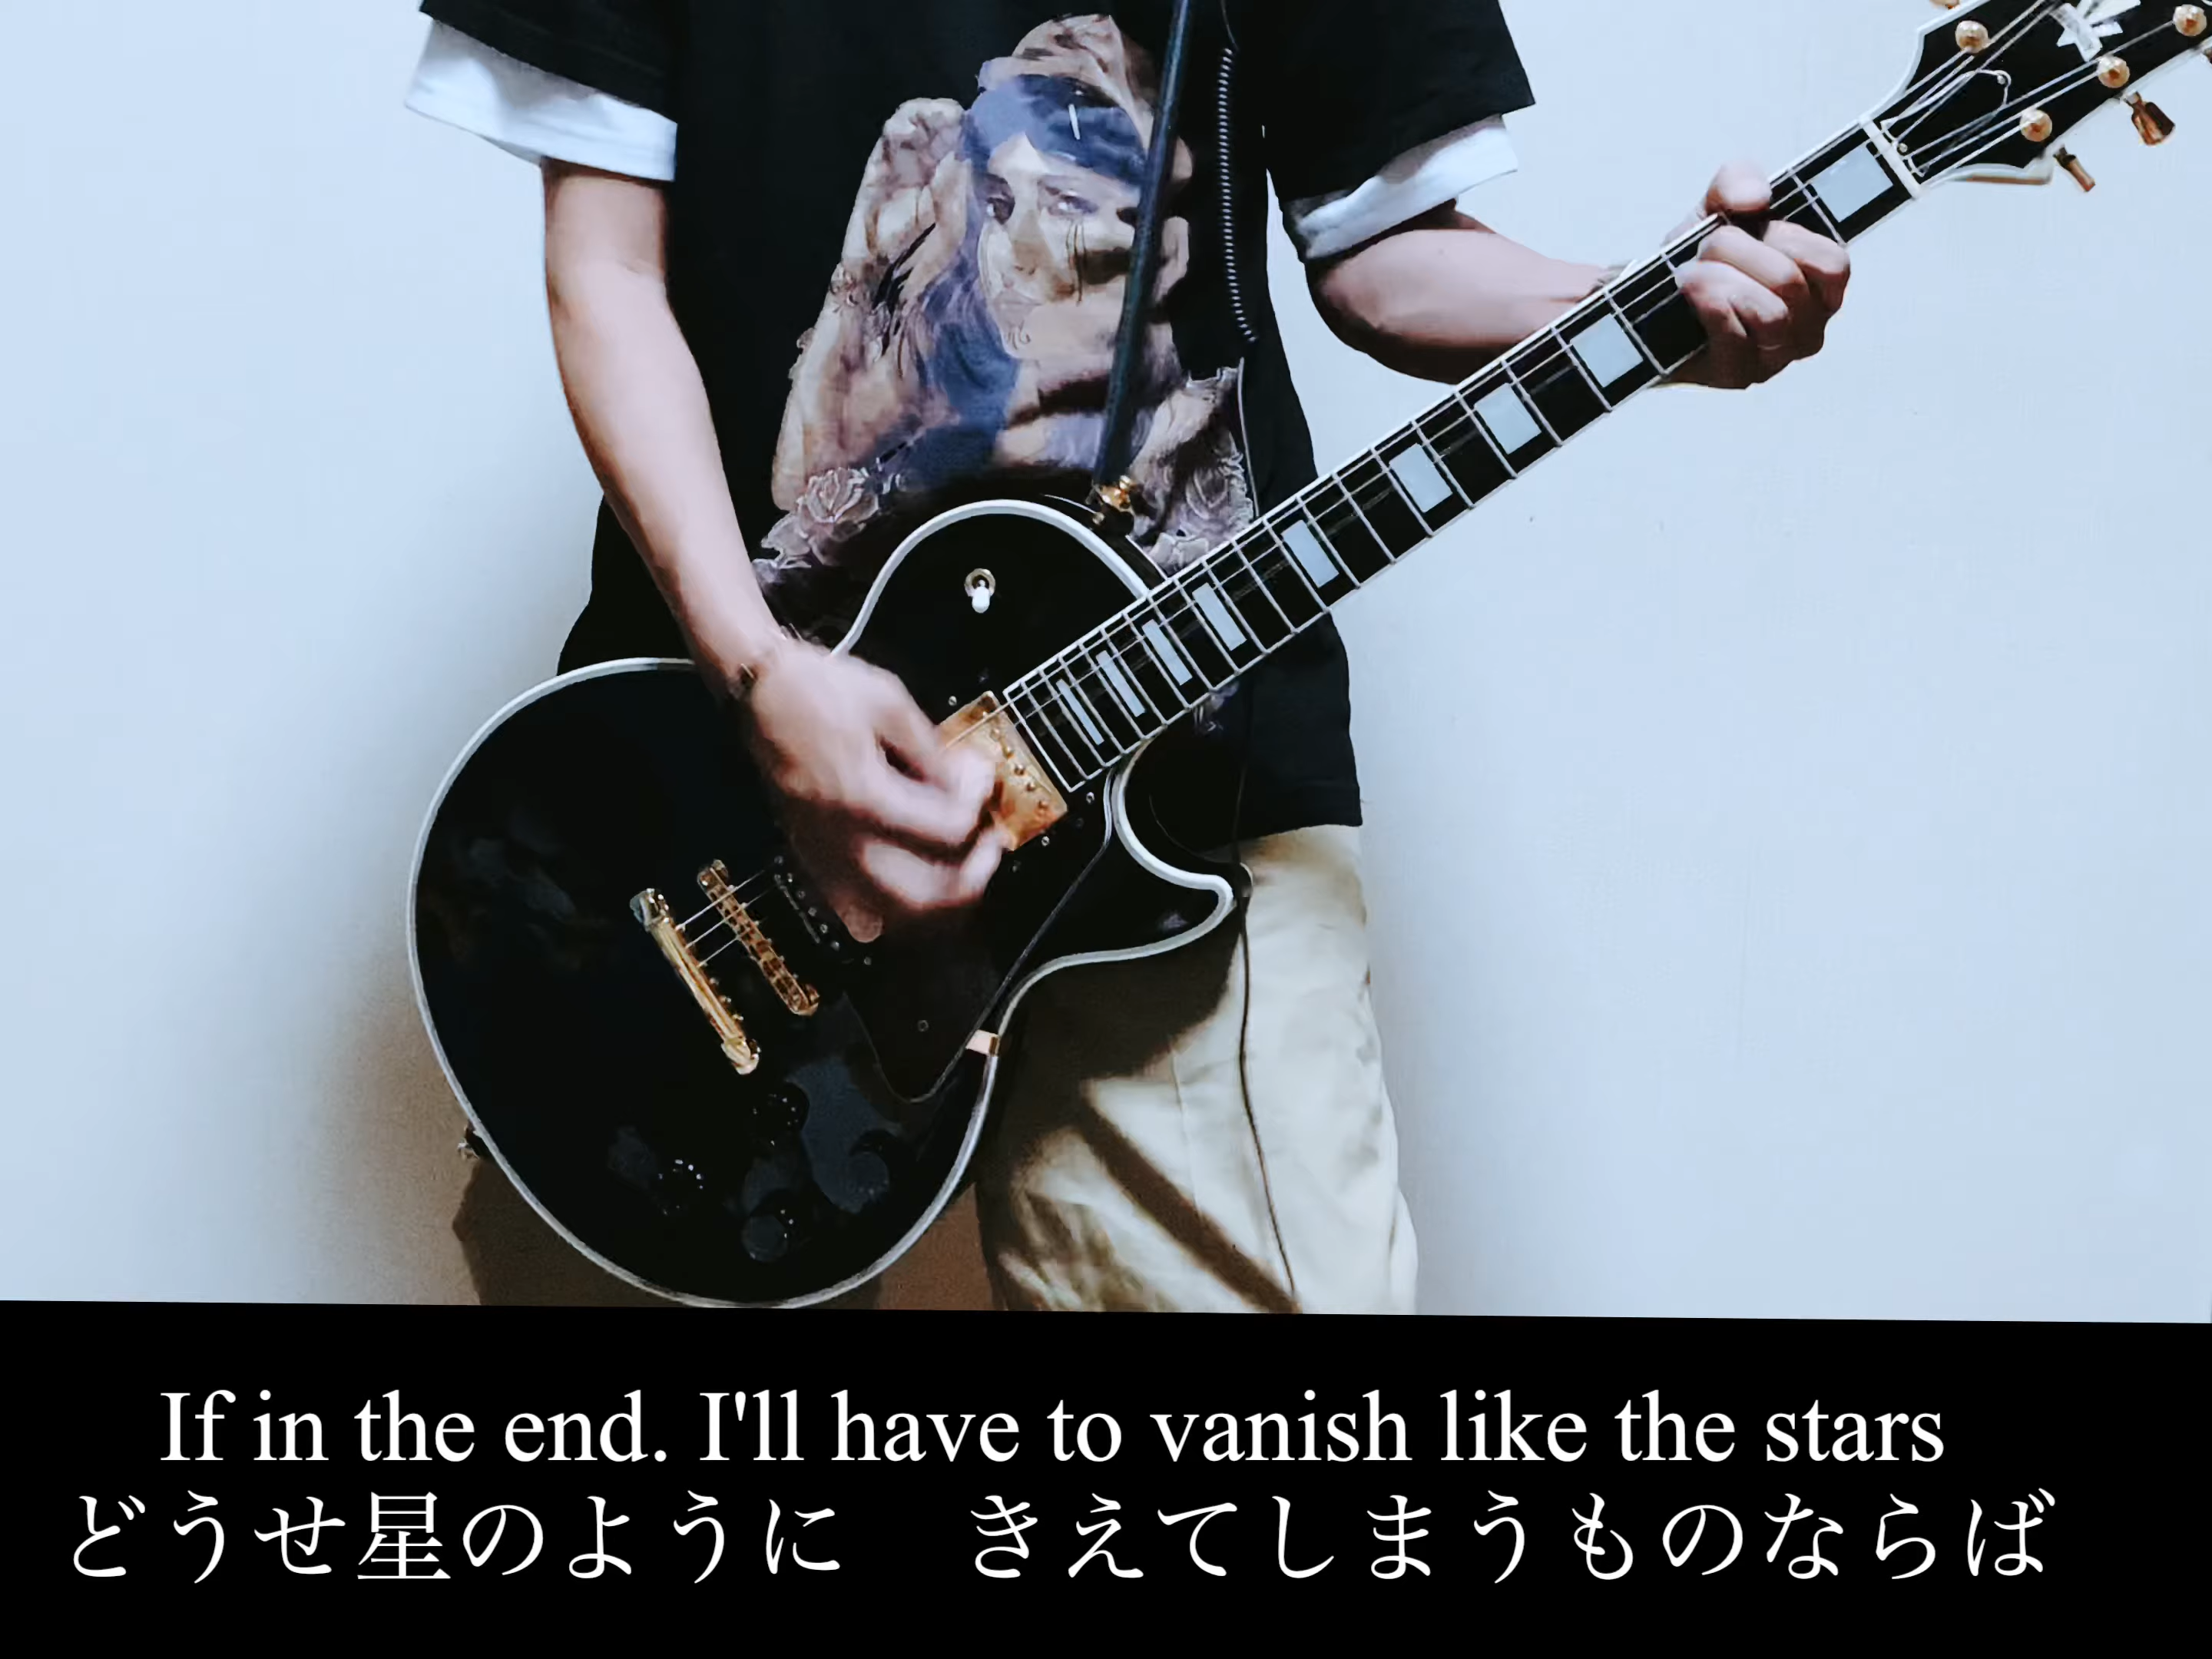 If in the end. I'll have to vanish like the stars
どうせ星のように　きえてしまうものならば